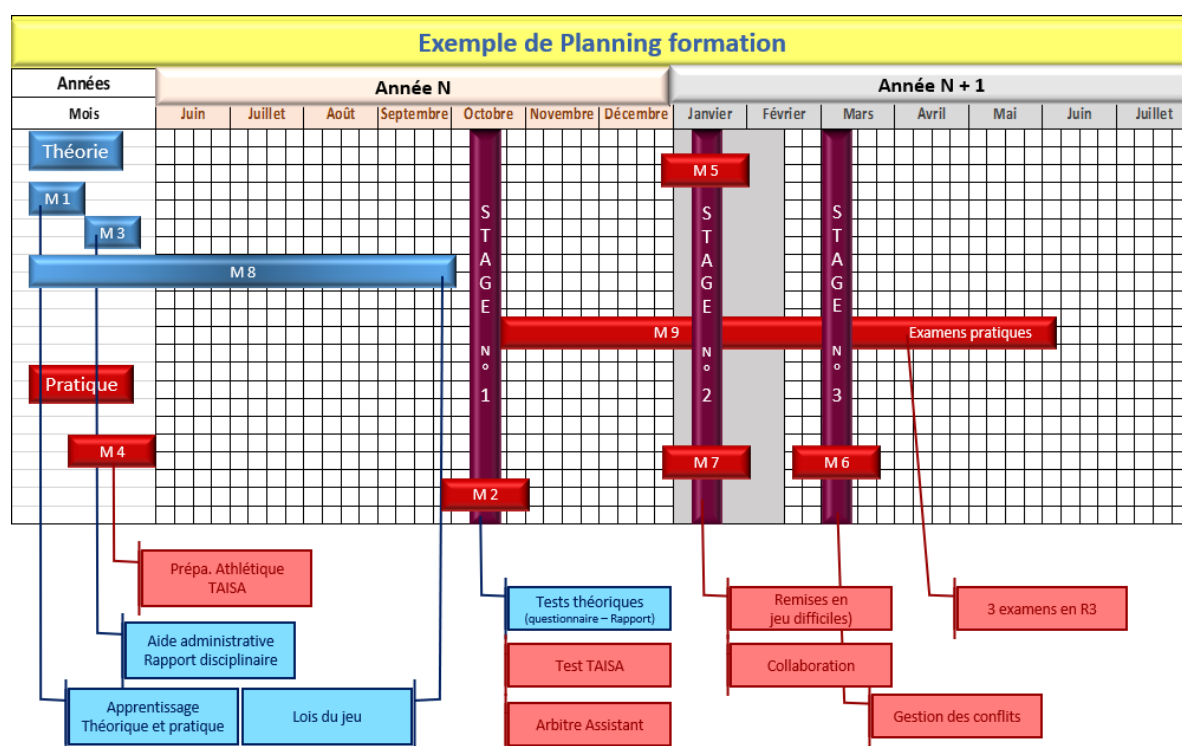 Exemple de Planning formation
Années
Année N
Année N + 1
Mois
Juin
Juillet
Août
Septembre
Octobre
Novembre
Décembre
Janvier
Février
Mars
Avril
Mai
Juin
Juillet
Théorie
M 1
M 3
M 8
M 5
STAGE N° 1
STAGE N° 2
STAGE N° 3
M 9
Examens pratiques
Pratique
M 4
M 7
M 6
M 2
Prépa. Athlétique
TAISA
Aide administrative
Rapport disciplinaire
Apprentissage
Théorique et pratique
Lois du jeu
Tests théoriques
(questionnaire – Rapport)
Test TAISA
Arbitre Assistant
Remises en
jeu difficiles)
Collaboration
Gestion des conflits
3 examens en R3